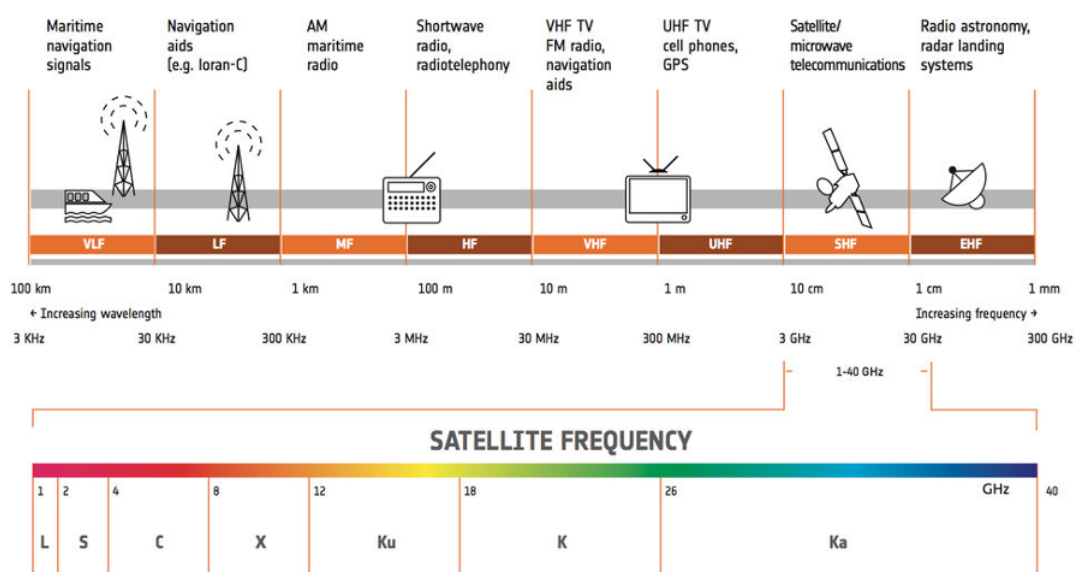 Maritime
navigation
signals
Navigation
aids
(e.g. loran-C)
AM
maritime
radio
Shortwave
radio,
radiotelephony
VHF TV
FM radio,
navigation
aids
UHF TV
cell phones,
GPS
Satellite/
microwave
telecommunications
Radio astronomy,
radar landing
systems
VLF LF MF HF VHF UHF SHF EHF
100 km 10 km 1 km 100 m 10 m 1 m 10 cm 1 cm 1 mm
← Increasing wavelength Increasing frequency →
3 KHz 30 KHz 300 KHz 3 MHz 30 MHz 300 MHz 3 GHz 30 GHz 300 GHz
1-40 GHz
SATELLITE FREQUENCY
1 2 4 8 12 18 26 GHz 40
L S C X Ku K Ka